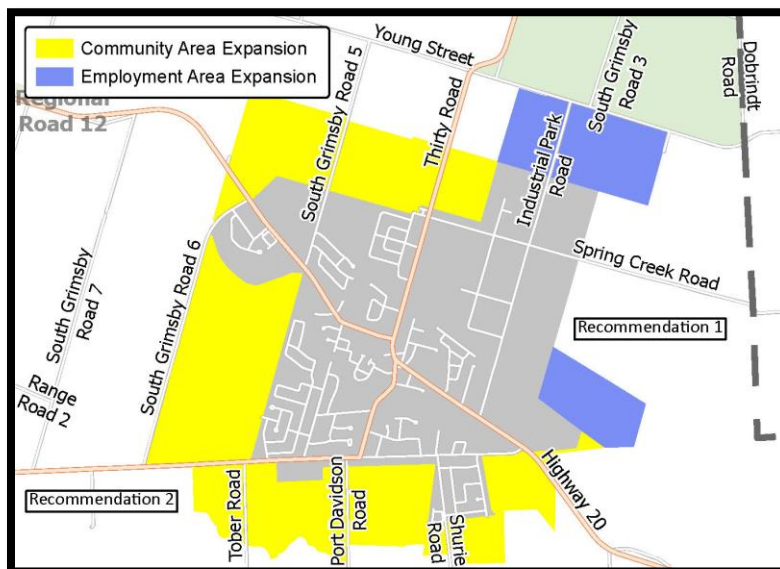 Community Area Expansion
Employment Area Expansion
Regional
Road 12
Young Street
South Grimsby Road 5
Thirty Road
South Grimsby
Road 3
Dobrindt
Road
Industrial Park
Road
Spring Creek Road
South Grimsby
Road 7
South Grimsby Road 6
Range
Road 2
Recommendation 1
Recommendation 2
Tober Road
Port Davidson
Road
Shurie
Road
Highway 20